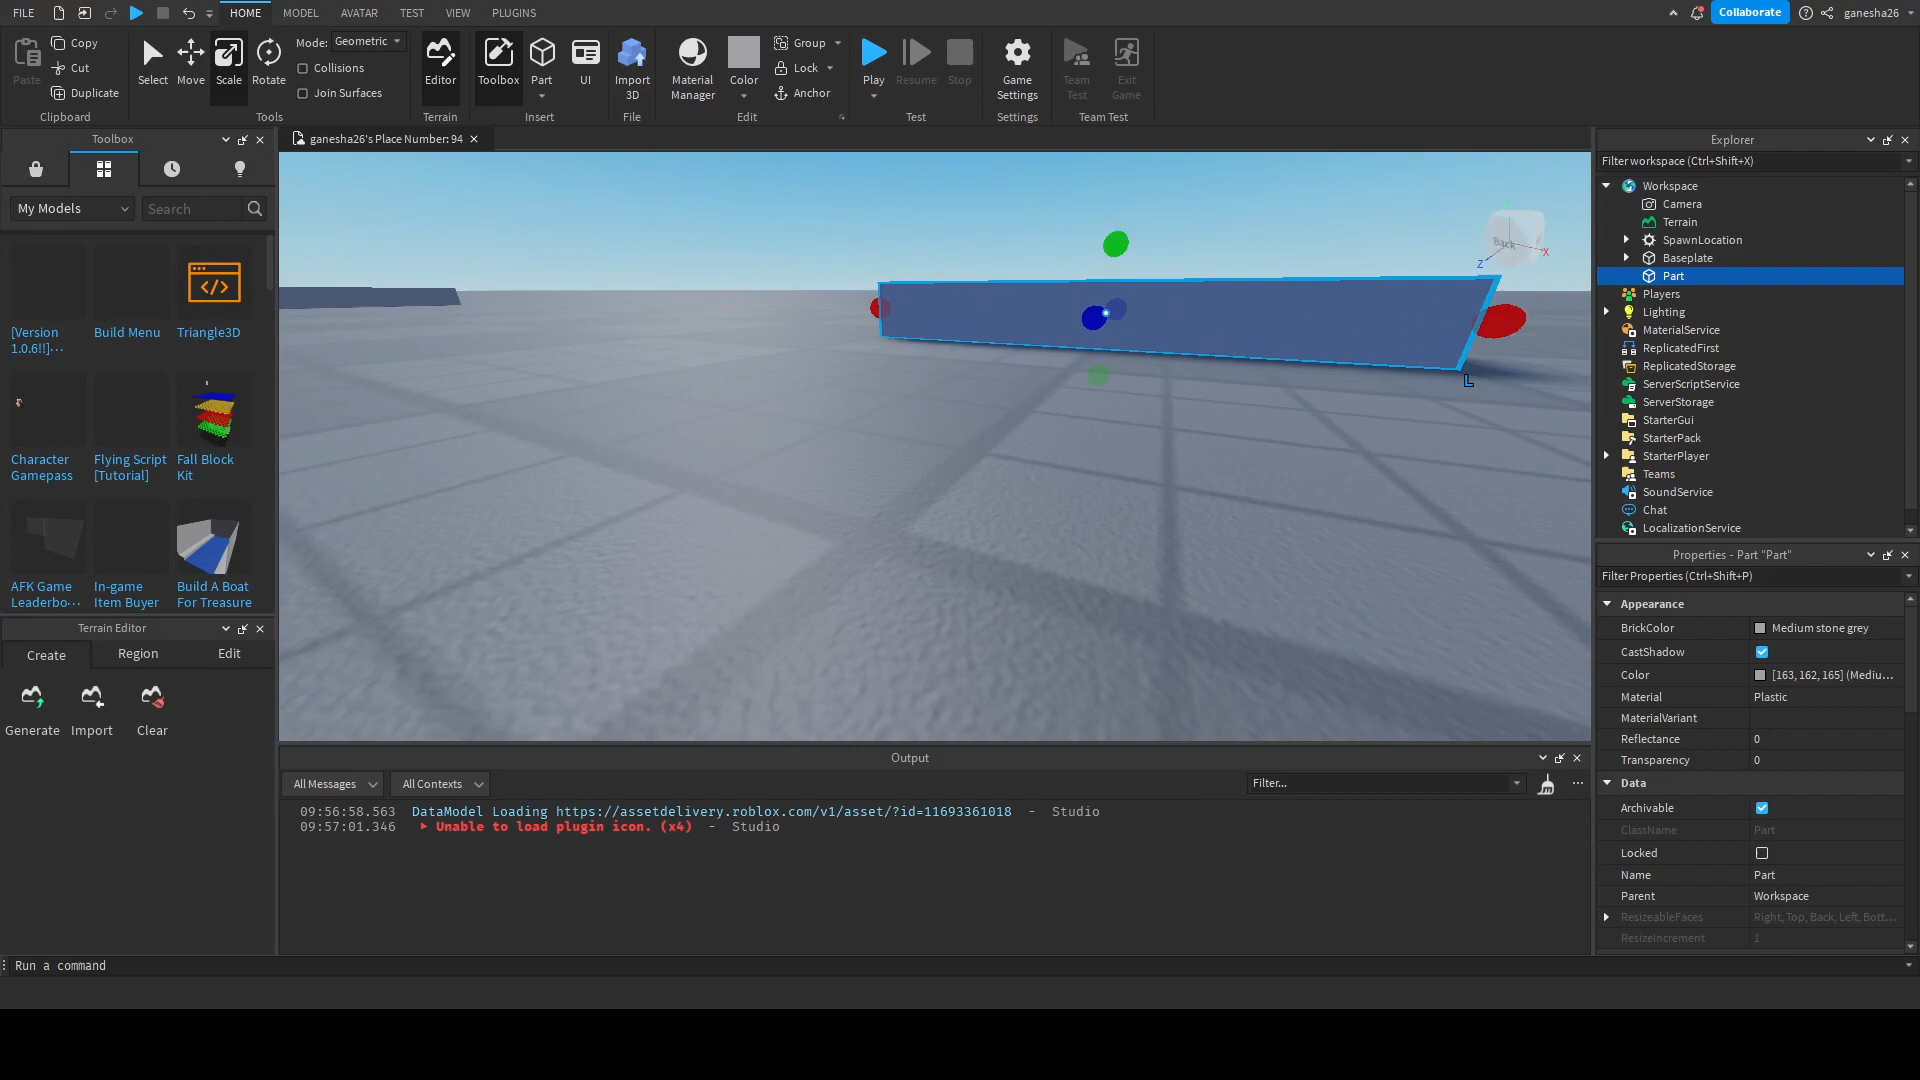 FILE HOME MODEL AVATAR TEST VIEW PLUGINS Collaborate ganesha26
Paste Copy Cut Duplicate
Clipboard
Select Move Scale Rotate Mode: Geometric
Collisions
Join Surfaces
Tools
Editor
Terrain
Toolbox Part UI
Insert
Import
3D
File
Material
Manager
Color
Group
Lock
Anchor
Edit
Play Resume Stop
Test
Game
Settings
Settings
Team
Test
Exit
Game
Team Test
Toolbox
My Models Search
[Version
1.0.6!!]...
Build Menu
Triangle3D
Character
Gamepass
Flying Script
[Tutorial]
Fall Block
Kit
AFK Game
Leaderbo...
In-game
Item Buyer
Build A Boat
For Treasure
Terrain Editor
Create Region Edit
Generate Import Clear
ganesha26's Place Number: 94
Back
X
Z
L
Output
All Messages All Contexts Filter...
09:56:58.563 DataModel Loading https://assetdelivery.roblox.com/v1/asset/?id=11693361018 - Studio
09:57:01.346 Unable to load plugin icon. (x4) - Studio
Run a command
Explorer
Filter workspace (Ctrl+Shift+X)
Workspace
Camera
Terrain
SpawnLocation
Baseplate
Part
Players
Lighting
MaterialService
ReplicatedFirst
ReplicatedStorage
ServerScriptService
ServerStorage
StarterGui
StarterPack
StarterPlayer
Teams
SoundService
Chat
LocalizationService
Properties - Part "Part"
Filter Properties (Ctrl+Shift+P)
Appearance
BrickColor Medium stone grey
CastShadow
Color [163, 162, 165] (Mediu...
Material Plastic
MaterialVariant
Reflectance 0
Transparency 0
Data
Archivable
ClassName Part
Locked
Name Part
Parent Workspace
ResizeableFaces Right, Top, Back, Left, Bott...
ResizeIncrement 1